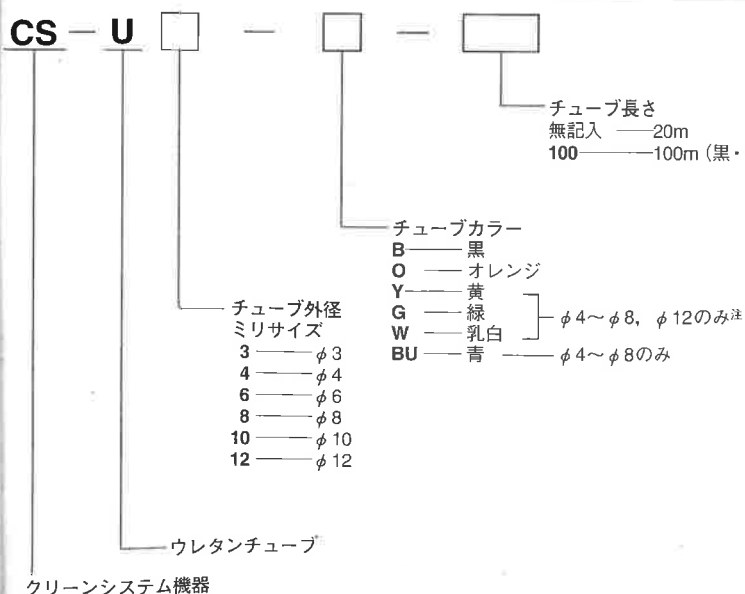 CS－U□－□－□
チューブ長さ
無記入 ―― 20m
100 ―― 100m（黒・
チューブカラー
B ―― 黒
O ―― オレンジ
Y ―― 黄
G ―― 緑
W ―― 乳白
φ4～φ8，φ12のみ注
BU ―― 青 ―― φ4～φ8のみ
チューブ外径
ミリサイズ
3 ―― φ3
4 ―― φ4
6 ―― φ6
8 ―― φ8
10 ―― φ10
12 ―― φ12
ウレタンチューブ
クリーンシステム機器